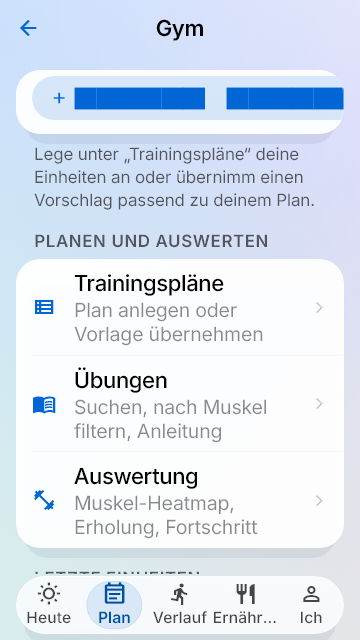 Gym
+
Lege unter „Trainingspläne“ deine
Einheiten an oder übernimm einen
Vorschlag passend zu deinem Plan.
PLANEN UND AUSWERTEN
Trainingspläne
Plan anlegen oder
Vorlage übernehmen
Übungen
Suchen, nach Muskel
filtern, Anleitung
Auswertung
Muskel-Heatmap,
Erholung, Fortschritt
Heute Plan Verlauf Ernähr… Ich